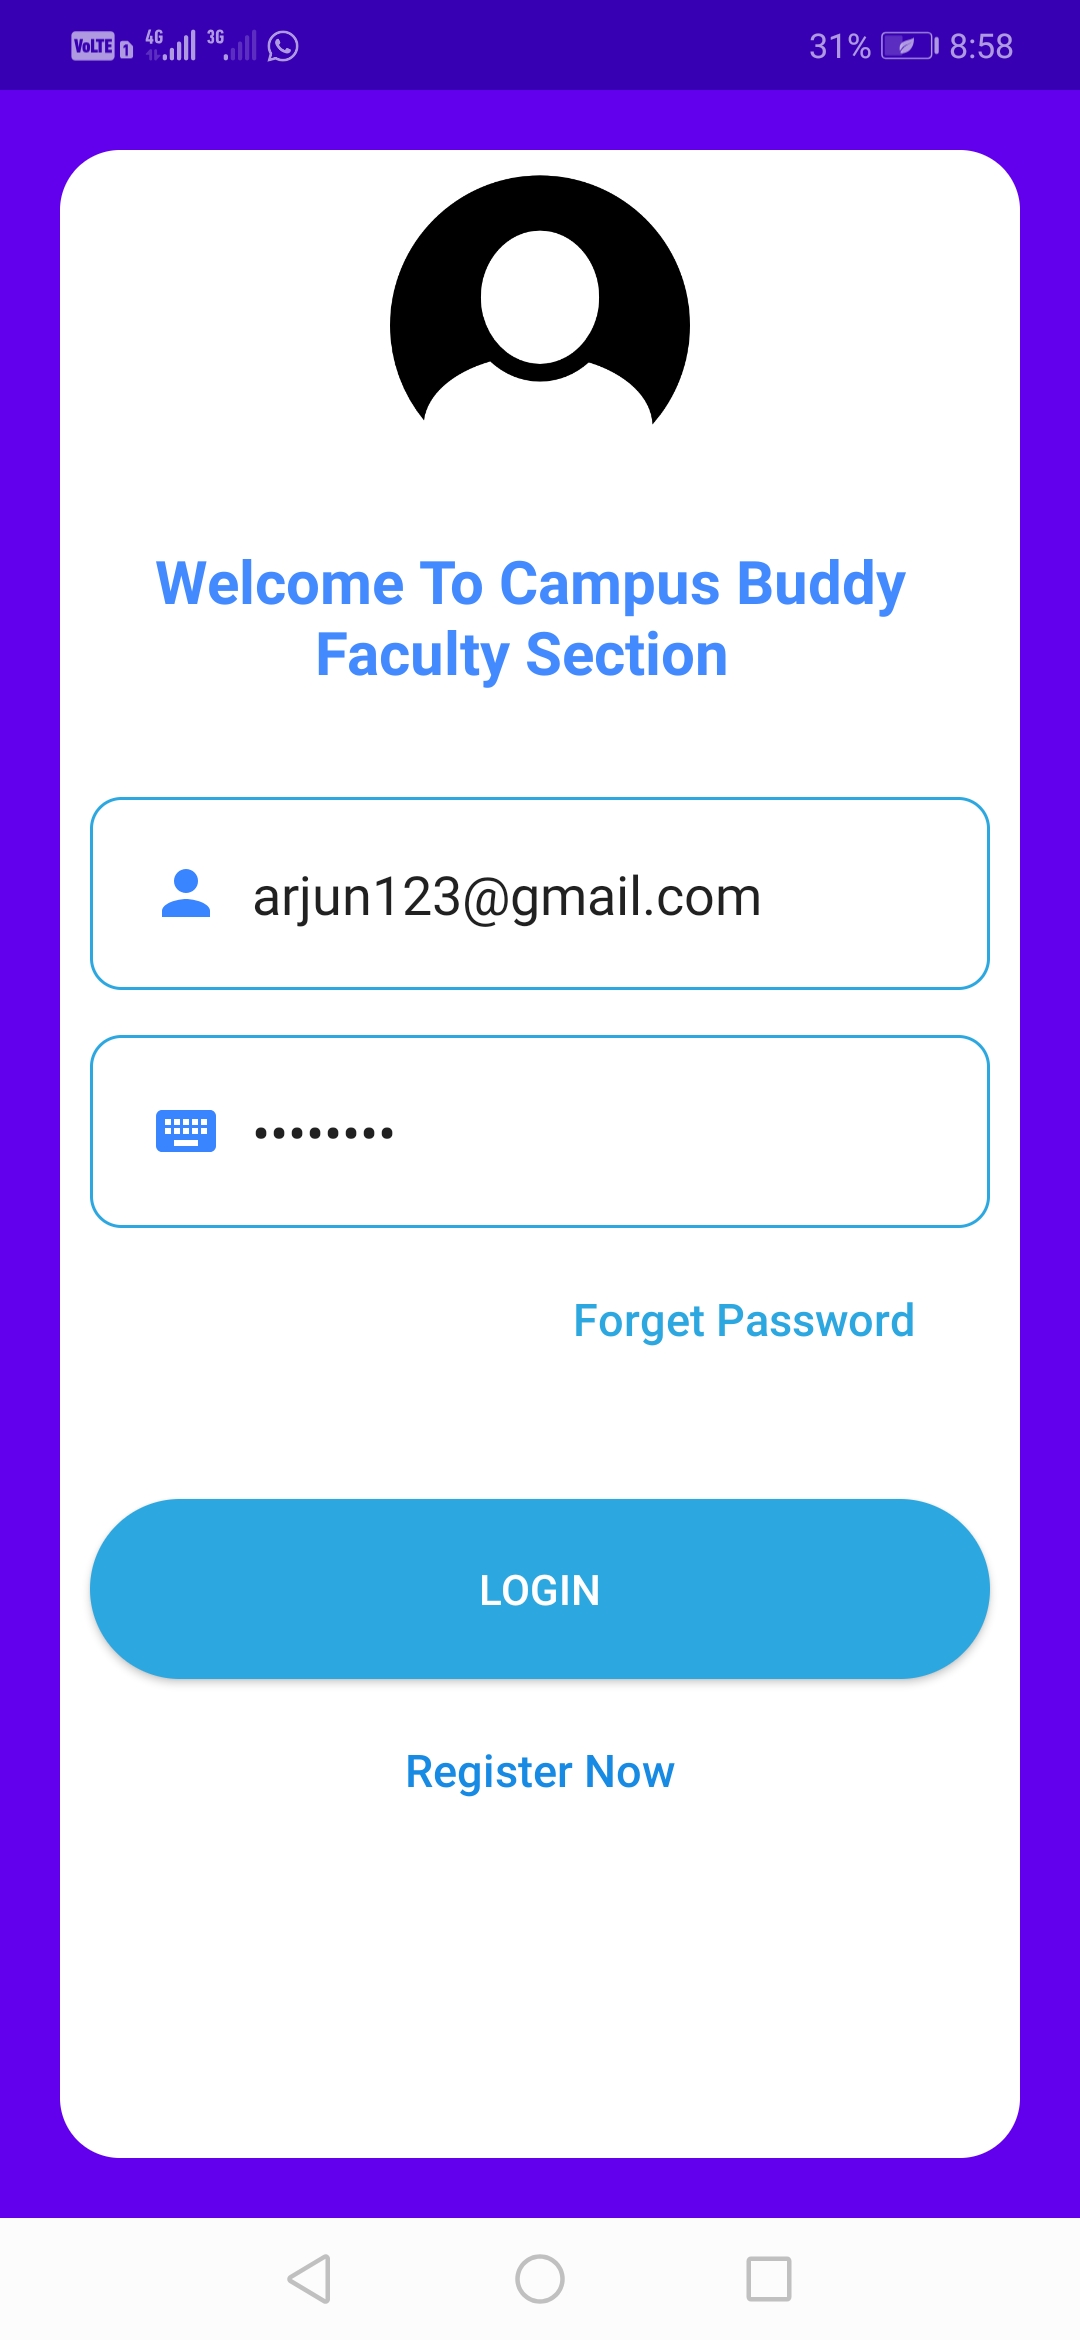 VoLTE 1 4G 3G 31% 8:58
Welcome To Campus Buddy
Faculty Section
arjun123@gmail.com
••••••••
Forget Password
LOGIN
Register Now